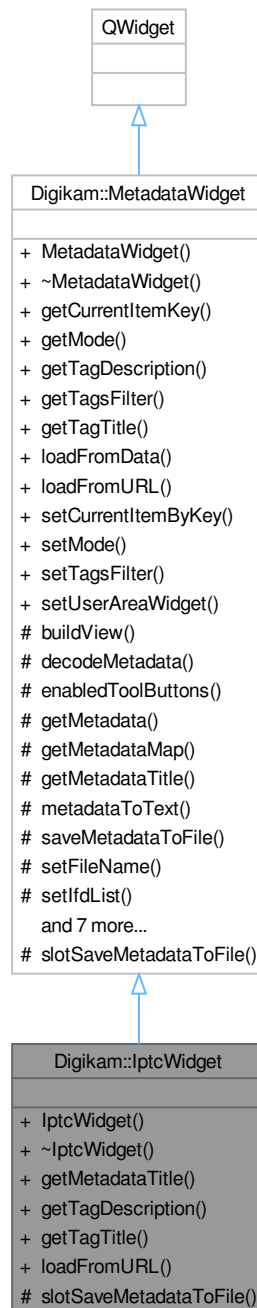 QWidget
Digikam::MetadataWidget
+ MetadataWidget()
+ ~MetadataWidget()
+ getCurrentItemKey()
+ getMode()
+ getTagDescription()
+ getTagsFilter()
+ getTagTitle()
+ loadFromData()
+ loadFromURL()
+ setCurrentItemByKey()
+ setMode()
+ setTagsFilter()
+ setUserAreaWidget()
# buildView()
# decodeMetadata()
# enabledToolButtons()
# getMetadata()
# getMetadataMap()
# getMetadataTitle()
# metadataToText()
# saveMetadataToFile()
# setFileName()
# setIfdList()
and 7 more...
# slotSaveMetadataToFile()
Digikam::IptcWidget
+ IptcWidget()
+ ~IptcWidget()
+ getMetadataTitle()
+ getTagDescription()
+ getTagTitle()
+ loadFromURL()
# slotSaveMetadataToFile()